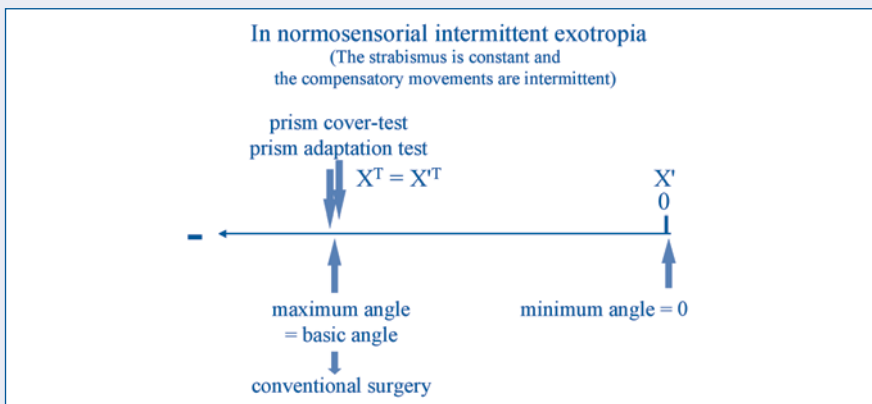 In normosensorial intermittent exotropia
(The strabismus is constant and
the compensatory movements are intermittent)
prism cover-test
prism adaptation test
X^T = X'^T
X'
0
-
maximum angle
= basic angle
minimum angle = 0
conventional surgery